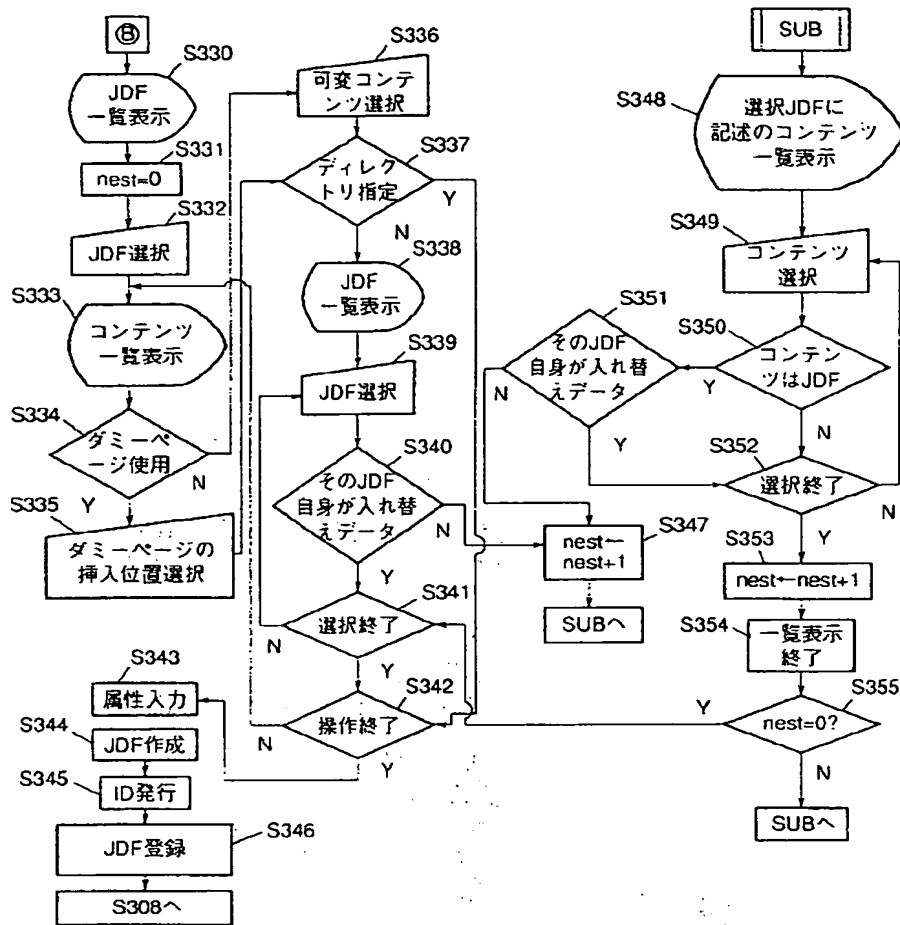 B
S330
JDF
一覧表示
S331
nest=0
S332
JDF選択
S333
コンテンツ
一覧表示
S334
ダミーペ
ージ使用
N
Y
S335
ダミーページの
挿入位置選択
S336
可変コンテ
ンツ選択
S337
ディレク
トリ指定
Y
N
S338
JDF
一覧表示
S339
JDF選択
S340
そのJDF
自身が入れ替
えデータ
N
Y
S341
選択終了
N
Y
S342
操作終了
N
Y
S343
属性入力
S344
JDF作成
S345
ID発行
S346
JDF登録
S308へ
S347
nest←
nest+1
SUBへ
SUB
S348
選択JDFに
記述のコンテンツ
一覧表示
S349
コンテンツ
選択
S350
コンテン
ツはJDF
Y
N
S351
そのJDF
自身が入れ替
えデータ
N
Y
S352
選択終了
N
Y
S353
nest←nest+1
S354
一覧表示
終了
S355
nest=0?
Y
N
SUBへ